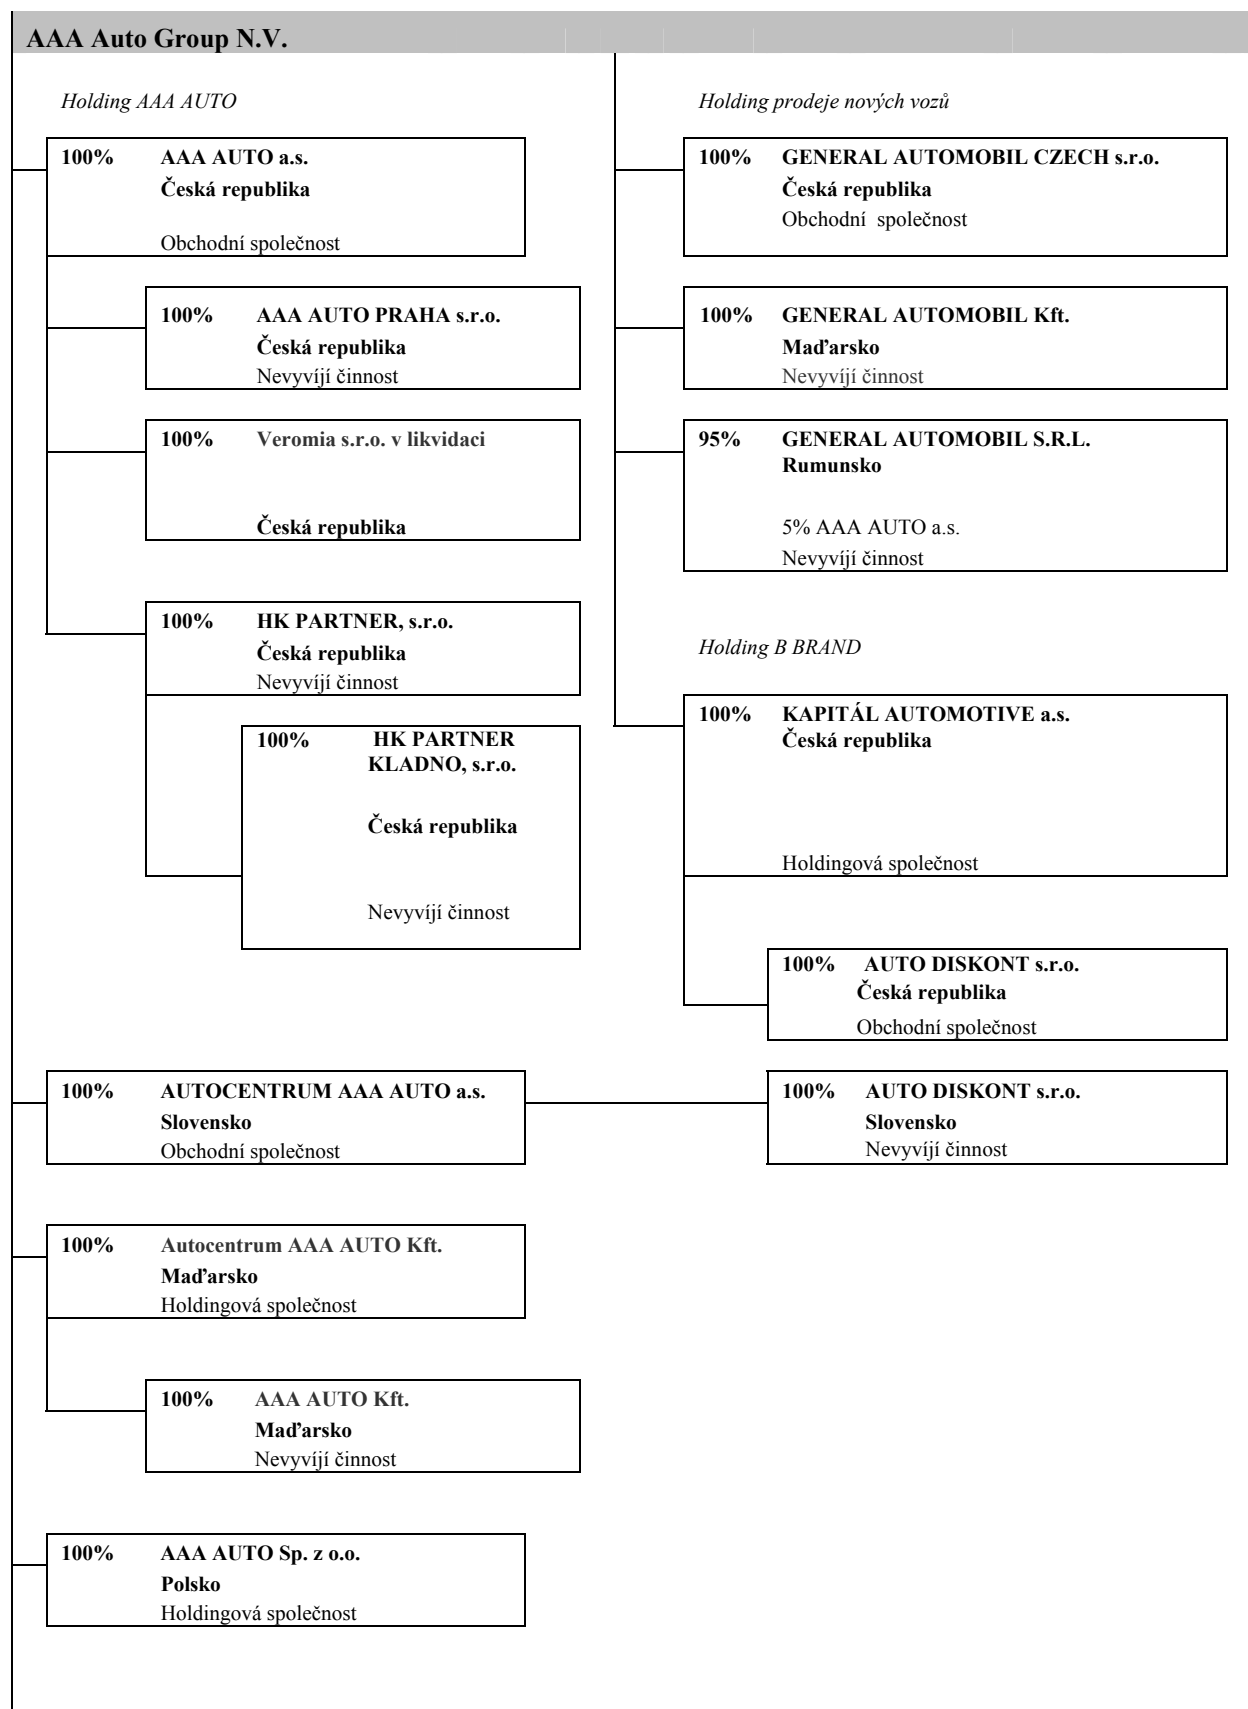 AAA Auto Group N.V.
Holding AAA AUTO
100% AAA AUTO a.s.
Česká republika
Obchodní společnost
100% AAA AUTO PRAHA s.r.o.
Česká republika
Nevyvíjí činnost
100% Veromia s.r.o. v likvidaci
Česká republika
100% HK PARTNER, s.r.o.
Česká republika
Nevyvíjí činnost
100% HK PARTNER
KLADNO, s.r.o.
Česká republika
Nevyvíjí činnost
Holding prodeje nových vozů
100% GENERAL AUTOMOBIL CZECH s.r.o.
Česká republika
Obchodní společnost
100% GENERAL AUTOMOBIL Kft.
Maďarsko
Nevyvíjí činnost
95% GENERAL AUTOMOBIL S.R.L.
Rumunsko
5% AAA AUTO a.s.
Nevyvíjí činnost
Holding B BRAND
100% KAPITÁL AUTOMOTIVE a.s.
Česká republika
Holdingová společnost
100% AUTO DISKONT s.r.o.
Česká republika
Obchodní společnost
100% AUTOCENTRUM AAA AUTO a.s.
Slovensko
Obchodní společnost
100% AUTO DISKONT s.r.o.
Slovensko
Nevyvíjí činnost
100% Autocentrum AAA AUTO Kft.
Maďarsko
Holdingová společnost
100% AAA AUTO Kft.
Maďarsko
Nevyvíjí činnost
100% AAA AUTO Sp. z o.o.
Polsko
Holdingová společnost